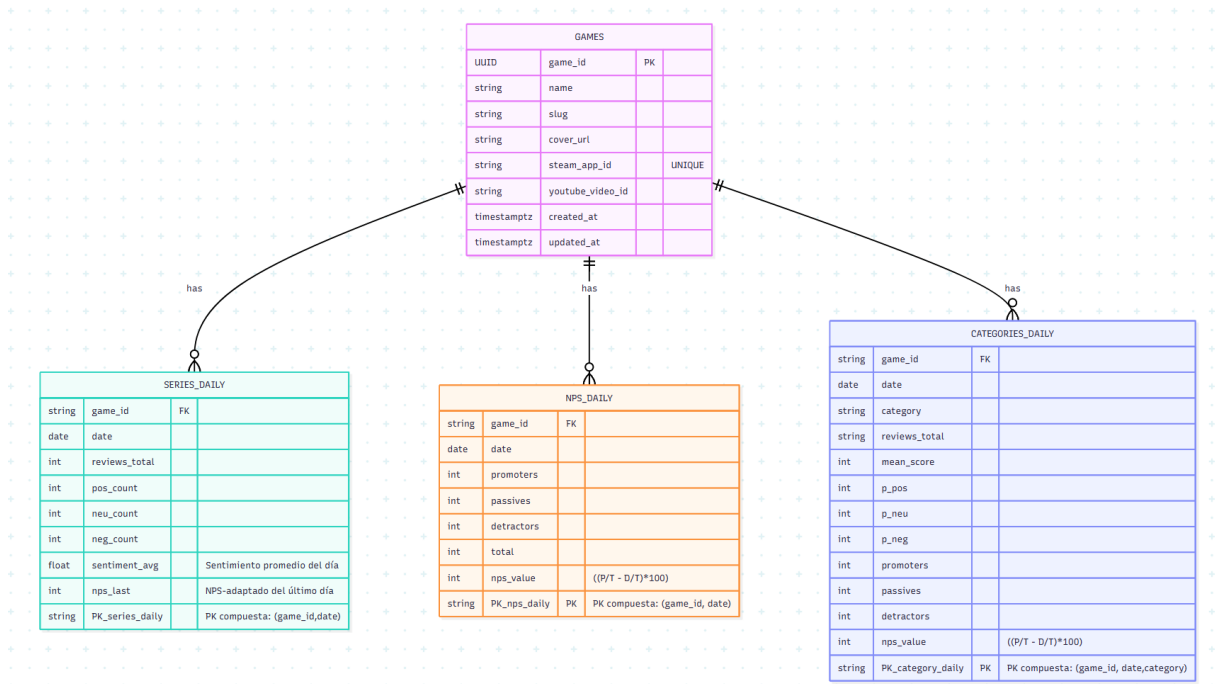 GAMES
UUID game_id PK
string name
string slug
string cover_url
string steam_app_id UNIQUE
string youtube_video_id
timestamptz created_at
timestamptz updated_at
has
has
has
SERIES_DAILY
string game_id FK
date date
int reviews_total
int pos_count
int neu_count
int neg_count
float sentiment_avg Sentimiento promedio del día
int nps_last NPS-adaptado del último día
string PK_series_daily PK compuesta: (game_id,date)
NPS_DAILY
string game_id FK
date date
int promoters
int passives
int detractors
int total
int nps_value ((P/T - D/T)*100)
string PK_nps_daily PK PK compuesta: (game_id, date)
CATEGORIES_DAILY
string game_id FK
date date
string category
string reviews_total
int mean_score
int p_pos
int p_neu
int p_neg
int promoters
int passives
int detractors
int nps_value ((P/T - D/T)*100)
string PK_category_daily PK PK compuesta: (game_id, date,category)